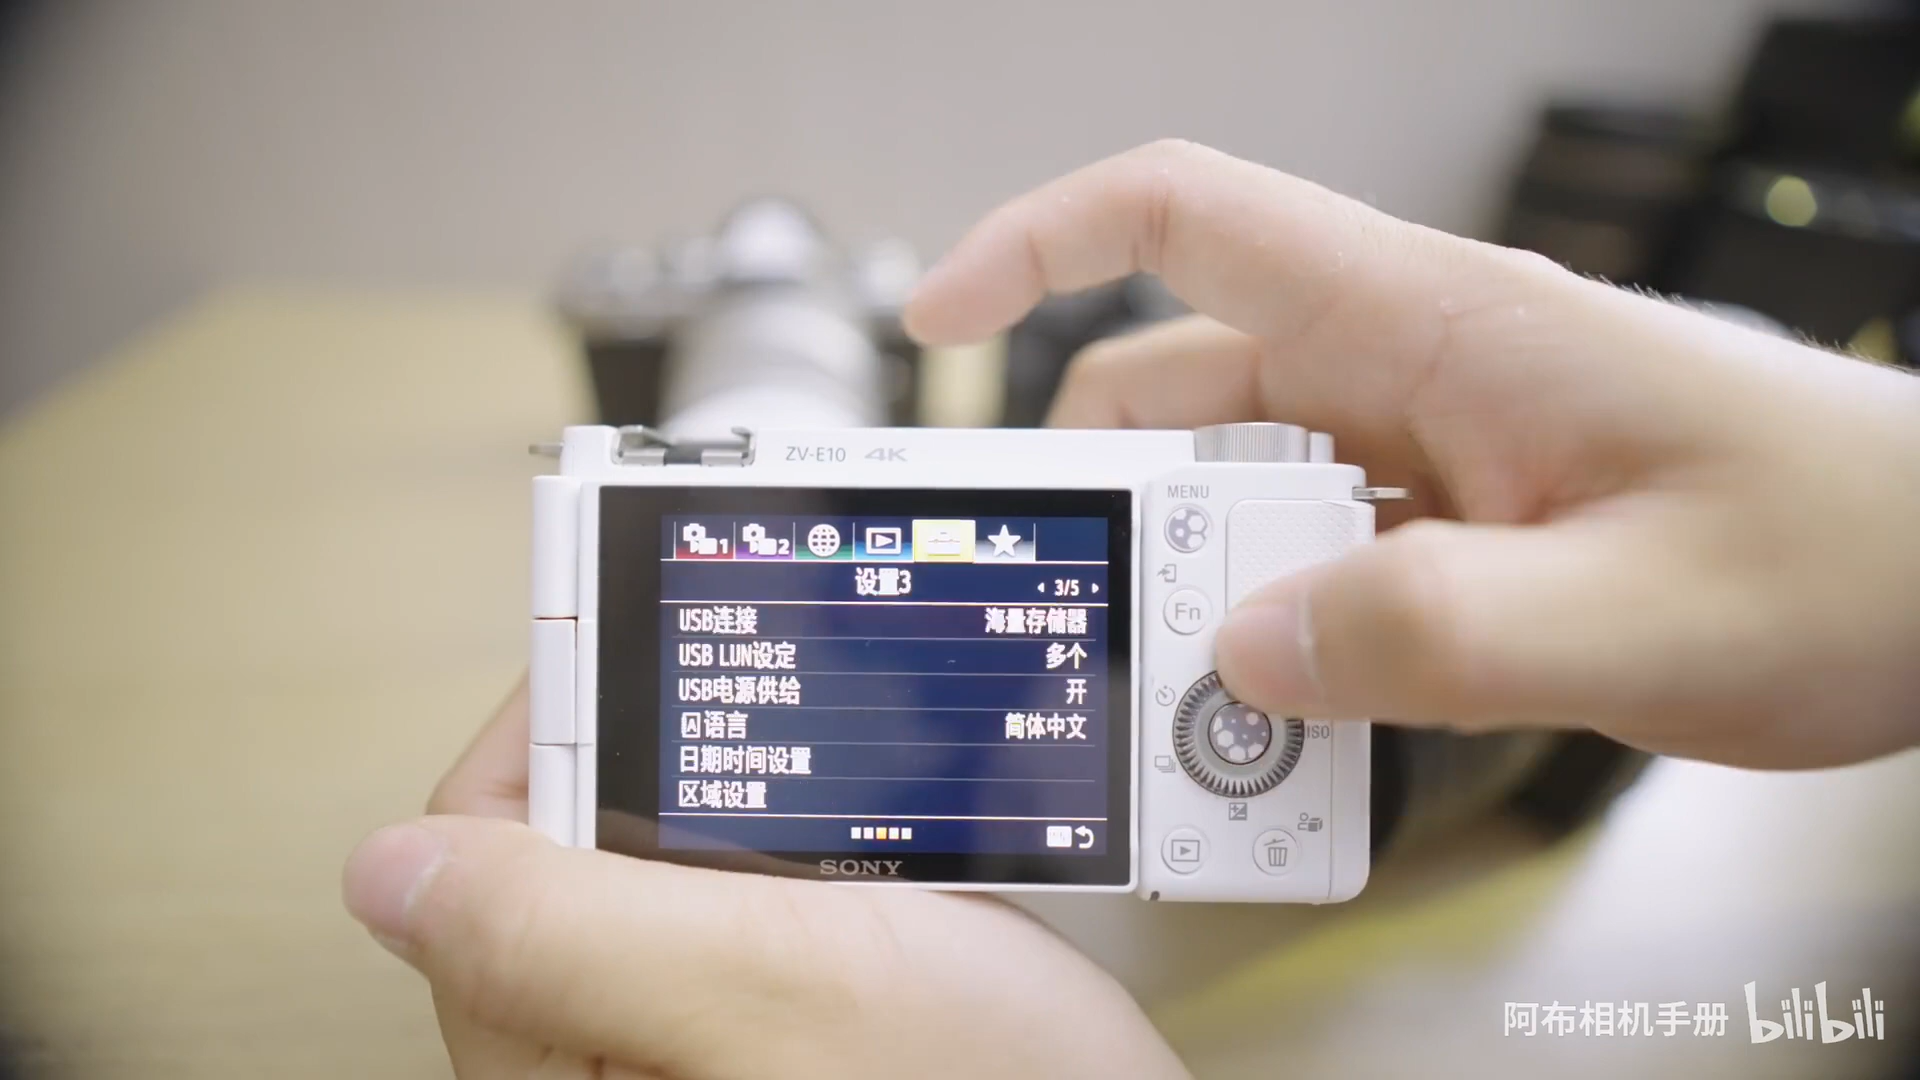 ZV-E10 4K
MENU
1 2
设置3
3/5
USB连接 海量存储器
USB LUN设定 多个
USB电源供给 开
语言 简体中文
日期时间设置
区域设置
SONY
Fn
ISO
阿布相机手册 bilibili